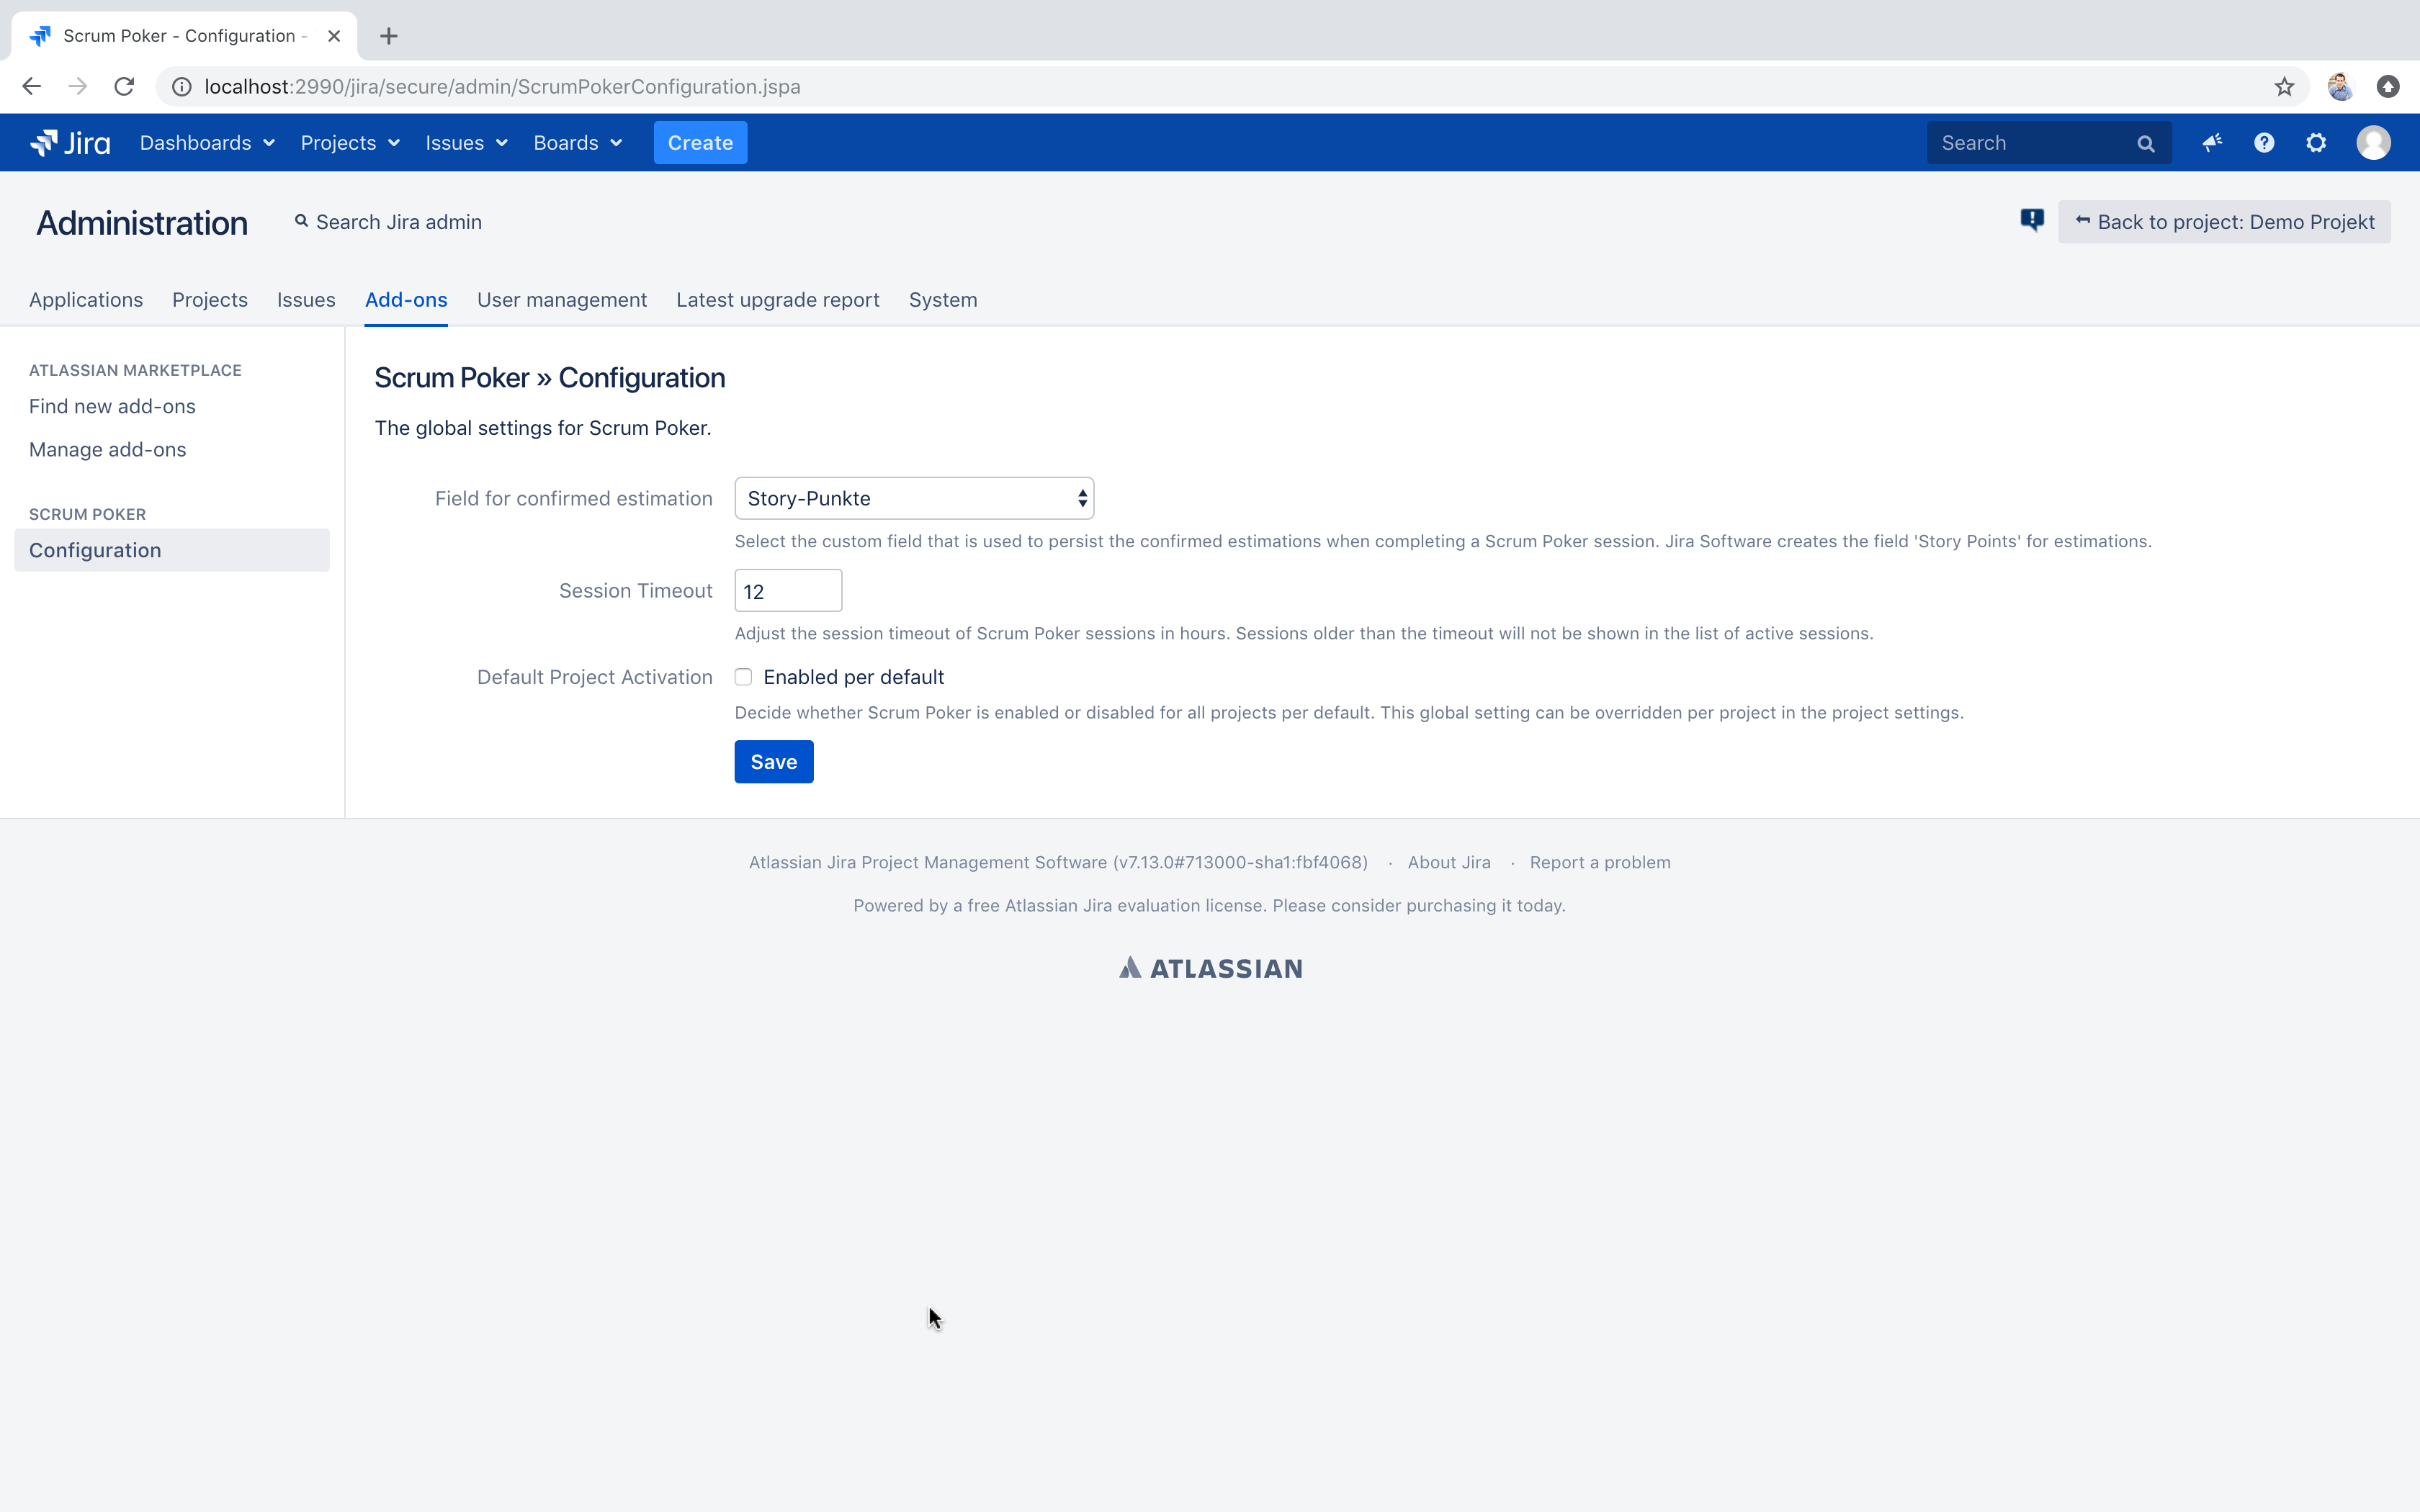 Scrum Poker - Configuration -
localhost:2990/jira/secure/admin/ScrumPokerConfiguration.jspa
Jira Dashboards Projects Issues Boards Create Search
Administration Search Jira admin Back to project: Demo Projekt
Applications Projects Issues Add-ons User management Latest upgrade report System
ATLASSIAN MARKETPLACE
Find new add-ons
Manage add-ons
SCRUM POKER
Configuration
Scrum Poker » Configuration
The global settings for Scrum Poker.
Field for confirmed estimation Story-Punkte
Select the custom field that is used to persist the confirmed estimations when completing a Scrum Poker session. Jira Software creates the field 'Story Points' for estimations.
Session Timeout 12
Adjust the session timeout of Scrum Poker sessions in hours. Sessions older than the timeout will not be shown in the list of active sessions.
Default Project Activation Enabled per default
Decide whether Scrum Poker is enabled or disabled for all projects per default. This global setting can be overridden per project in the project settings.
Save
Atlassian Jira Project Management Software (v7.13.0#713000-sha1:fbf4068) · About Jira · Report a problem
Powered by a free Atlassian Jira evaluation license. Please consider purchasing it today.
ATLASSIAN